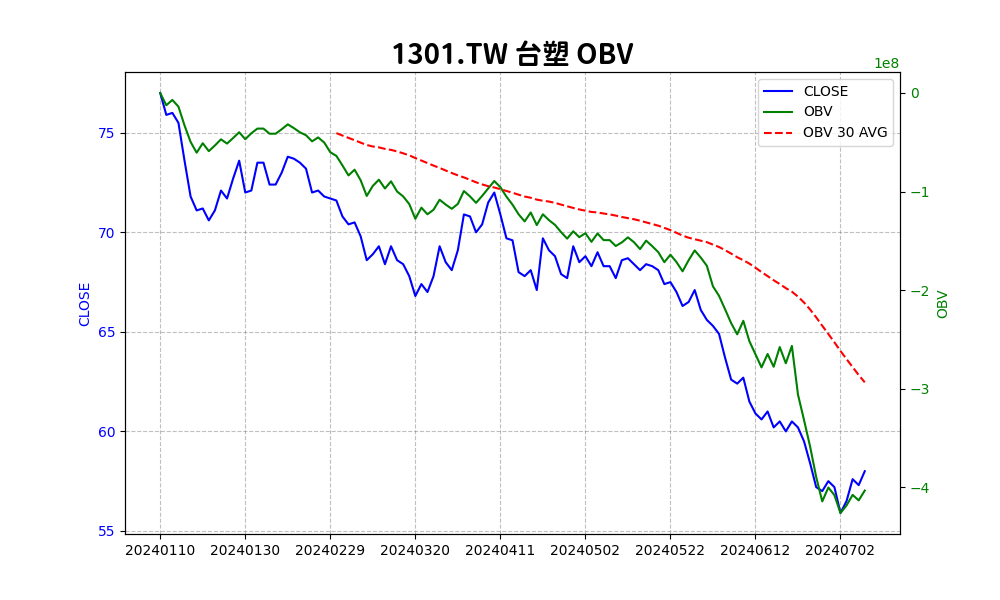 1301.TW 台塑 OBV
1e8
CLOSE
OBV
OBV 30 AVG
75
70
65
60
55
CLOSE
0
−1
−2
−3
−4
OBV
20240110 20240130 20240229 20240320 20240411 20240502 20240522 20240612 20240702